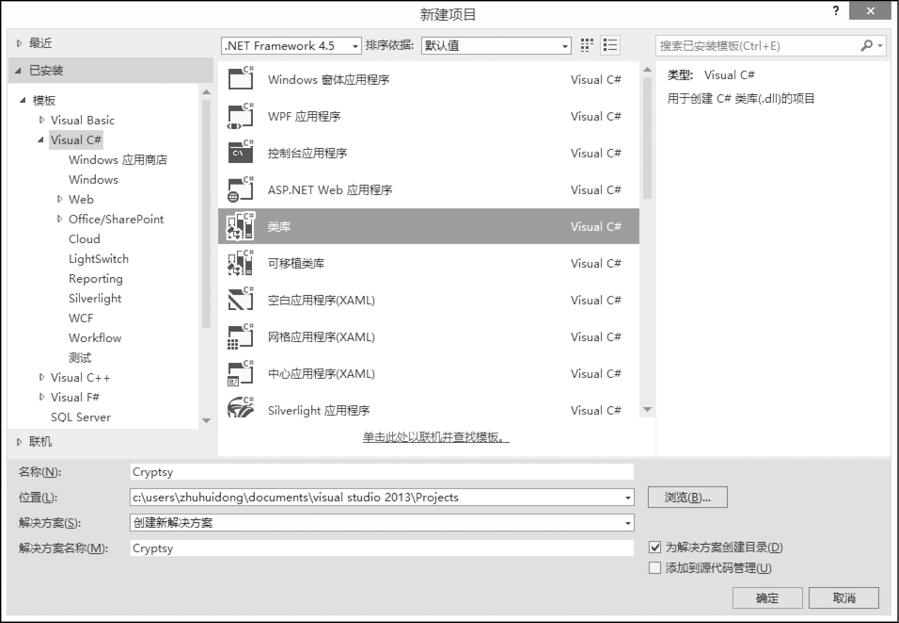 新建项目
? ×
最近
已安装
模板
Visual Basic
Visual C#
Windows 应用商店
Windows
Web
Office/SharePoint
Cloud
LightSwitch
Reporting
Silverlight
WCF
Workflow
测试
Visual C++
Visual F#
SQL Server
联机
.NET Framework 4.5 排序依据: 默认值
Windows 窗体应用程序 Visual C#
WPF 应用程序 Visual C#
控制台应用程序 Visual C#
ASP.NET Web 应用程序 Visual C#
类库 Visual C#
可移植类库 Visual C#
空白应用程序(XAML) Visual C#
网格应用程序(XAML) Visual C#
中心应用程序(XAML) Visual C#
Silverlight 应用程序 Visual C#
单击此处以联机并查找模板。
搜索已安装模板(Ctrl+E)
类型: Visual C#
用于创建 C# 类库(.dll)的项目
名称(N): Cryptsy
位置(L): c:\users\zhuhuidong\documents\visual studio 2013\Projects 浏览(B)...
解决方案(S): 创建新解决方案
解决方案名称(M): Cryptsy
为解决方案创建目录(D)
添加到源代码管理(U)
确定 取消